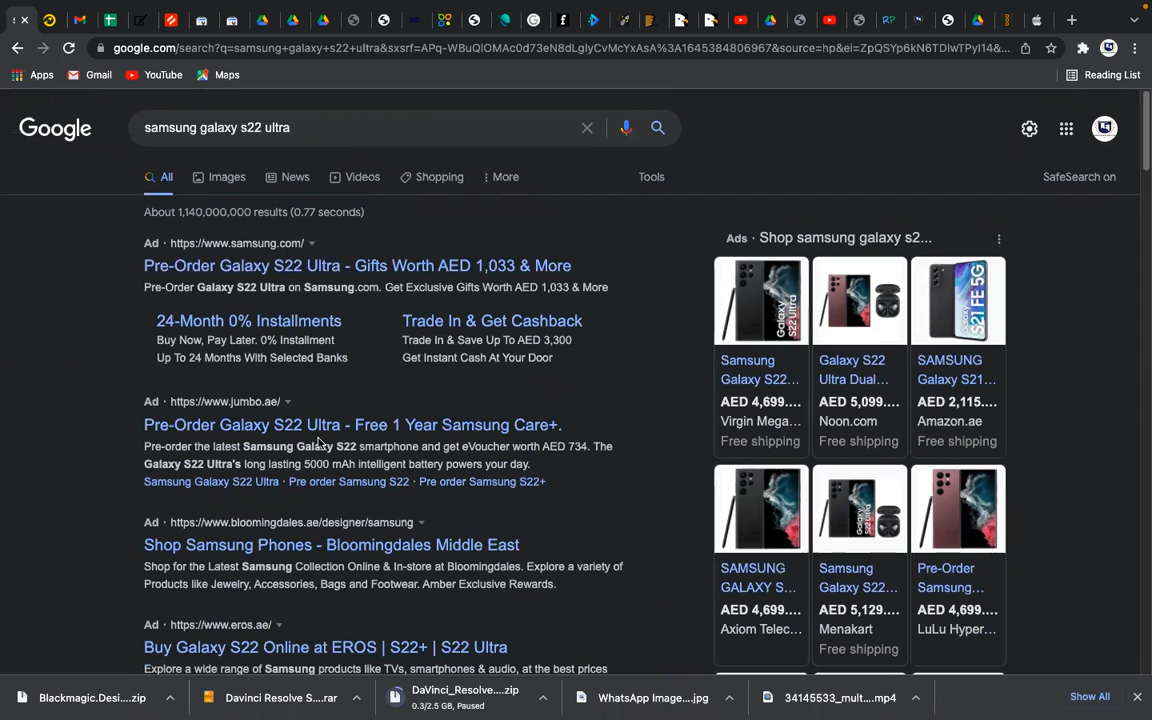 google.com/search?q=samsung+galaxy+s22+ultra&sxsrf=APq-WBuQIOMAc0d73eN8dLglyCvMcYxAsA%3A1645384806967&source=hp&ei=ZpQSYp6kN6TDlwTPyI14&...
Apps Gmail YouTube Maps Reading List
Google samsung galaxy s22 ultra
All Images News Videos Shopping More Tools SafeSearch on
About 1,140,000,000 results (0.77 seconds)
Ad · https://www.samsung.com/
Pre-Order Galaxy S22 Ultra - Gifts Worth AED 1,033 & More
Pre-Order Galaxy S22 Ultra on Samsung.com. Get Exclusive Gifts Worth AED 1,033 & More
24-Month 0% Installments
Buy Now, Pay Later. 0% Installment
Up To 24 Months With Selected Banks
Trade In & Get Cashback
Trade In & Save Up To AED 3,300
Get Instant Cash At Your Door
Ad · https://www.jumbo.ae/
Pre-Order Galaxy S22 Ultra - Free 1 Year Samsung Care+.
Pre-order the latest Samsung Galaxy S22 smartphone and get eVoucher worth AED 734. The
Galaxy S22 Ultra's long lasting 5000 mAh intelligent battery powers your day.
Samsung Galaxy S22 Ultra · Pre order Samsung S22 · Pre order Samsung S22+
Ad · https://www.bloomingdales.ae/designer/samsung
Shop Samsung Phones - Bloomingdales Middle East
Shop for the Latest Samsung Collection Online & In-store at Bloomingdales. Explore a variety of
Products like Jewelry, Accessories, Bags and Footwear. Amber Exclusive Rewards.
Ad · https://www.eros.ae/
Buy Galaxy S22 Online at EROS | S22+ | S22 Ultra
Explore a wide range of Samsung products like TVs, smartphones & audio, at the best prices
Ads · Shop samsung galaxy s2...
Galaxy S22 Ultra
S21 FE 5G
Samsung
Galaxy S22...
AED 4,699....
Virgin Mega...
Free shipping
Galaxy S22
Ultra Dual...
AED 5,099....
Noon.com
Free shipping
SAMSUNG
Galaxy S21...
AED 2,115....
Amazon.ae
Free shipping
Galaxy S22 Ultra
SAMSUNG
GALAXY S...
AED 4,699....
Axiom Telec...
Samsung
Galaxy S22...
AED 5,129....
Menakart
Free shipping
Pre-Order
Samsung...
AED 4,699....
LuLu Hyper...
Blackmagic.Desi....zip
Davinci Resolve S....rar
DaVinci_Resolve....zip
0.3/2.5 GB, Paused
WhatsApp Image....jpg
34145533_mult....mp4
Show All